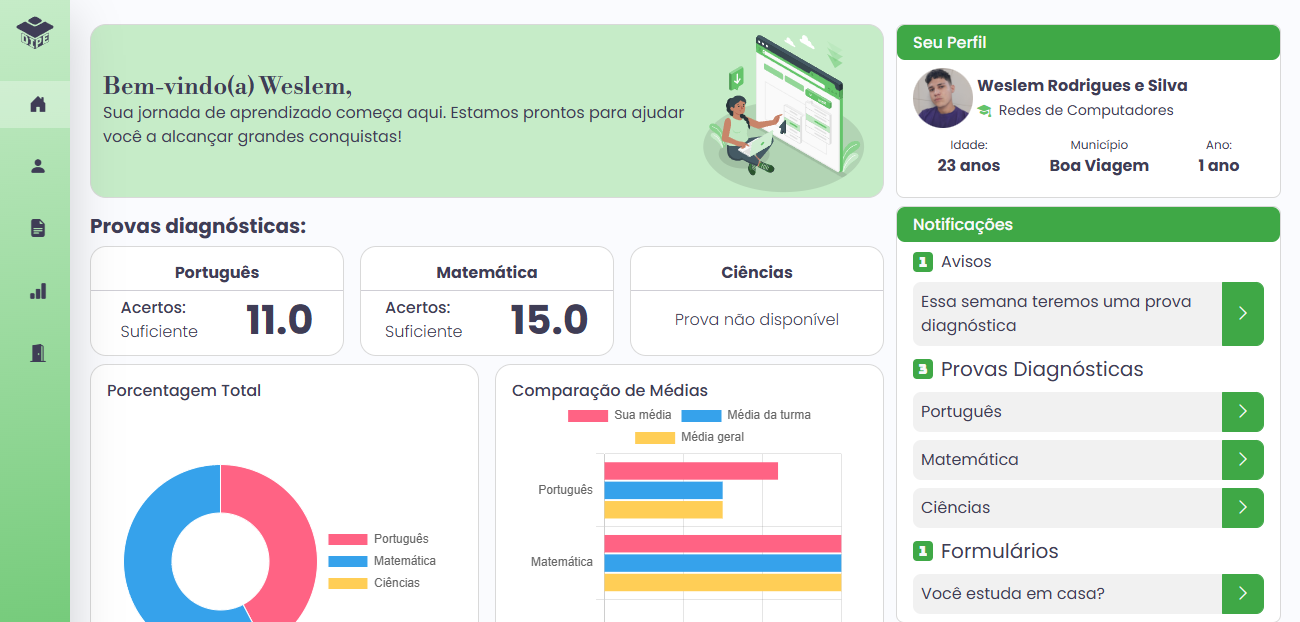 DIPE
Bem-vindo(a) Weslem,
Sua jornada de aprendizado começa aqui. Estamos prontos para ajudar
você a alcançar grandes conquistas!
Provas diagnósticas:
Português
Acertos:
Suficiente
11.0
Matemática
Acertos:
Suficiente
15.0
Ciências
Prova não disponível
Porcentagem Total
Português
Matemática
Ciências
Comparação de Médias
Sua média
Média da turma
Média geral
Português
Matemática
Seu Perfil
Weslem Rodrigues e Silva
Redes de Computadores
Idade:
23 anos
Município
Boa Viagem
Ano:
1 ano
Notificações
1 Avisos
Essa semana teremos uma prova
diagnóstica
3 Provas Diagnósticas
Português
Matemática
Ciências
1 Formulários
Você estuda em casa?